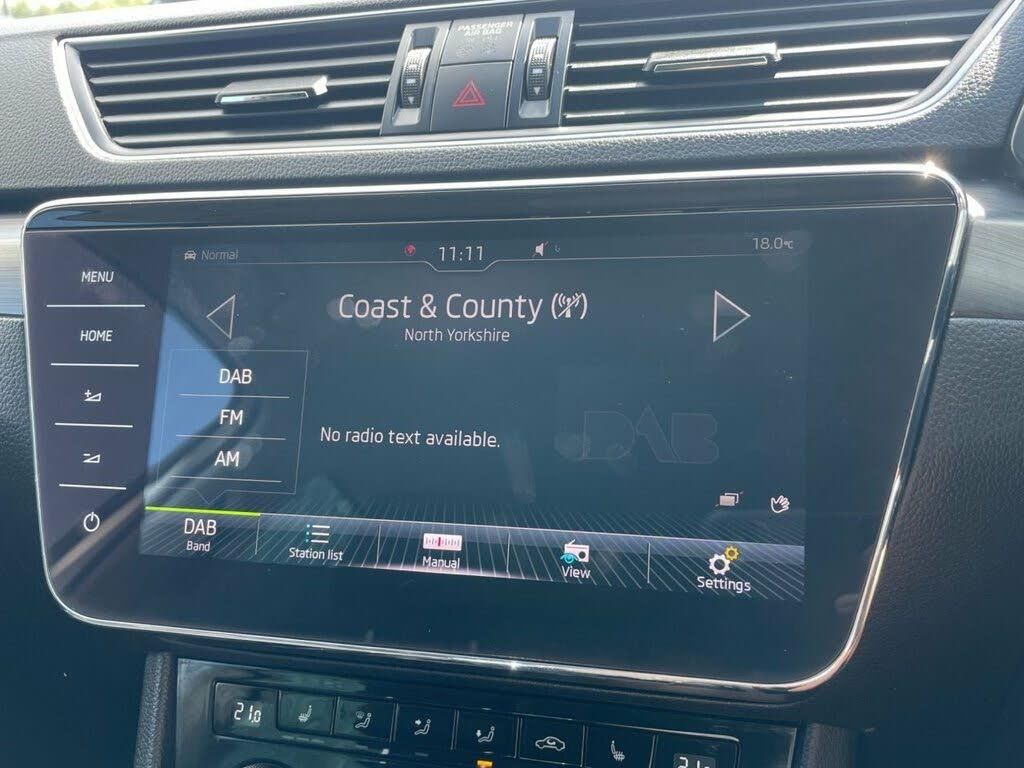 PASSENGER
AIR BAG
Normal
11:11
18.0°C
MENU
HOME
Coast & County
North Yorkshire
DAB
FM
AM
No radio text available.
DAB
DAB
Band
Station list
Manual
View
Settings
21.0